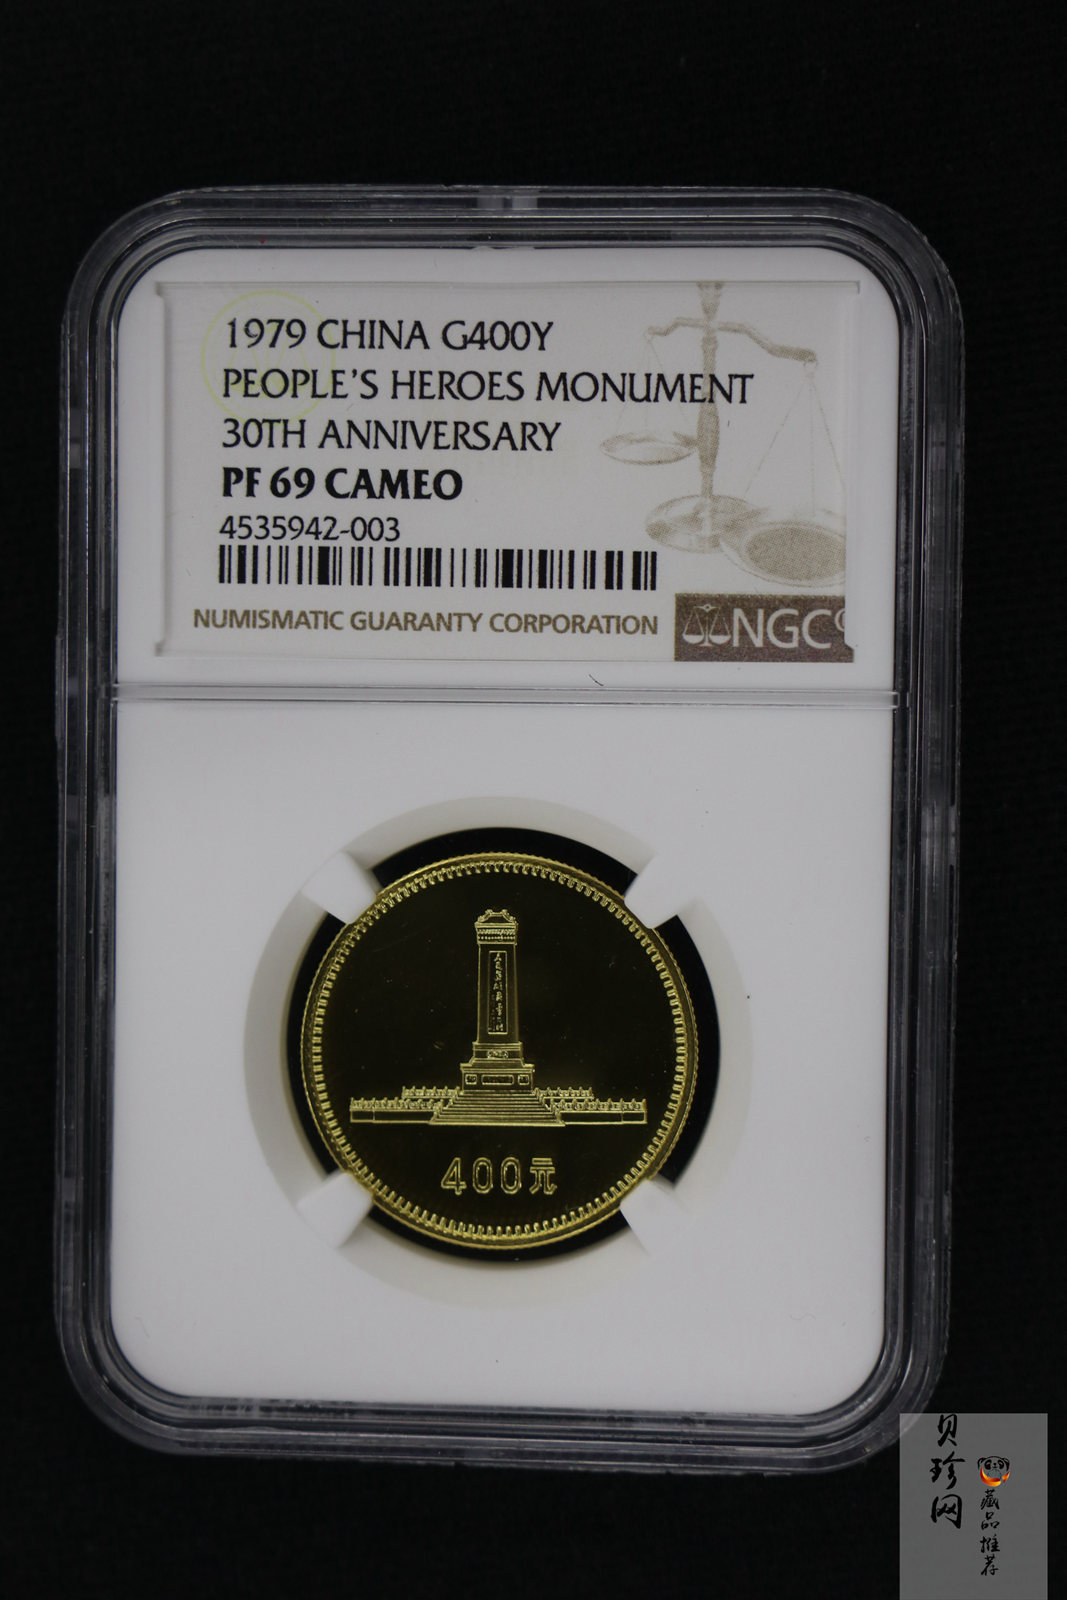 1979 CHINA G400Y
PEOPLE'S HEROES MONUMENT
30TH ANNIVERSARY
PF 69 CAMEO
4535942-003
NUMISMATIC GUARANTY CORPORATION
NGC
400元
贝珍网
藏品推荐